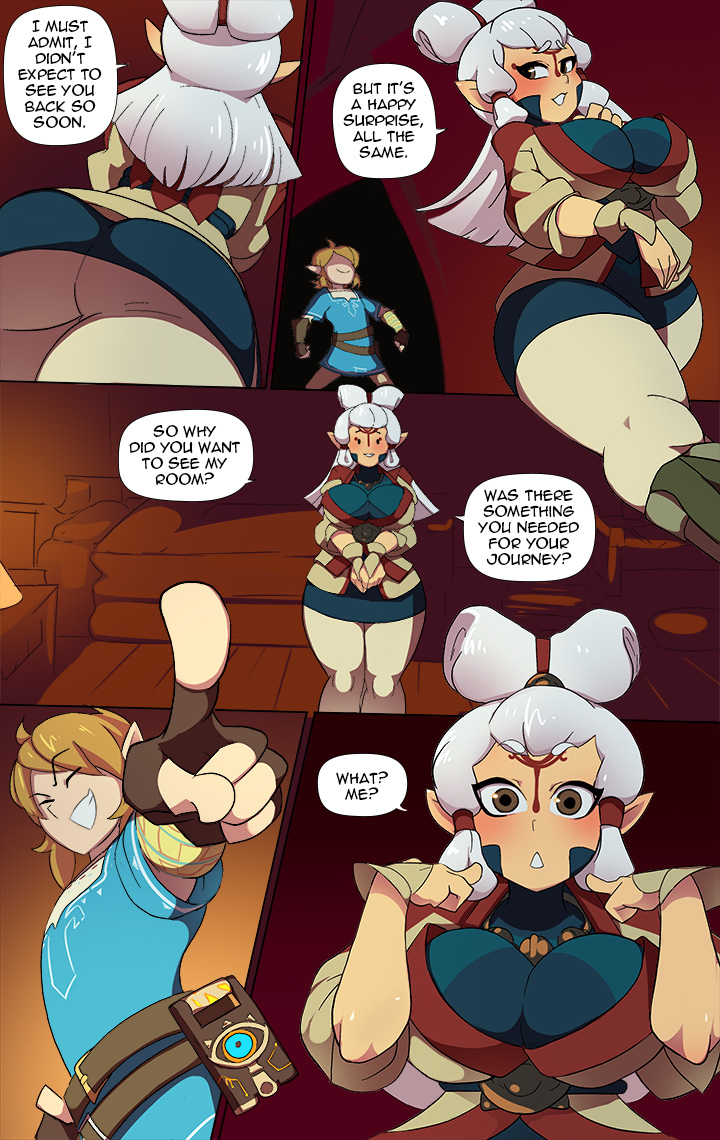 I MUST
ADMIT, I
DIDN'T
EXPECT TO
SEE YOU
BACK SO
SOON.
BUT IT'S
A HAPPY
SURPRISE,
ALL THE
SAME.
SO WHY
DID YOU WANT
TO SEE MY
ROOM?
WAS THERE
SOMETHING
YOU NEEDED
FOR YOUR
JOURNEY?
WHAT?
ME?